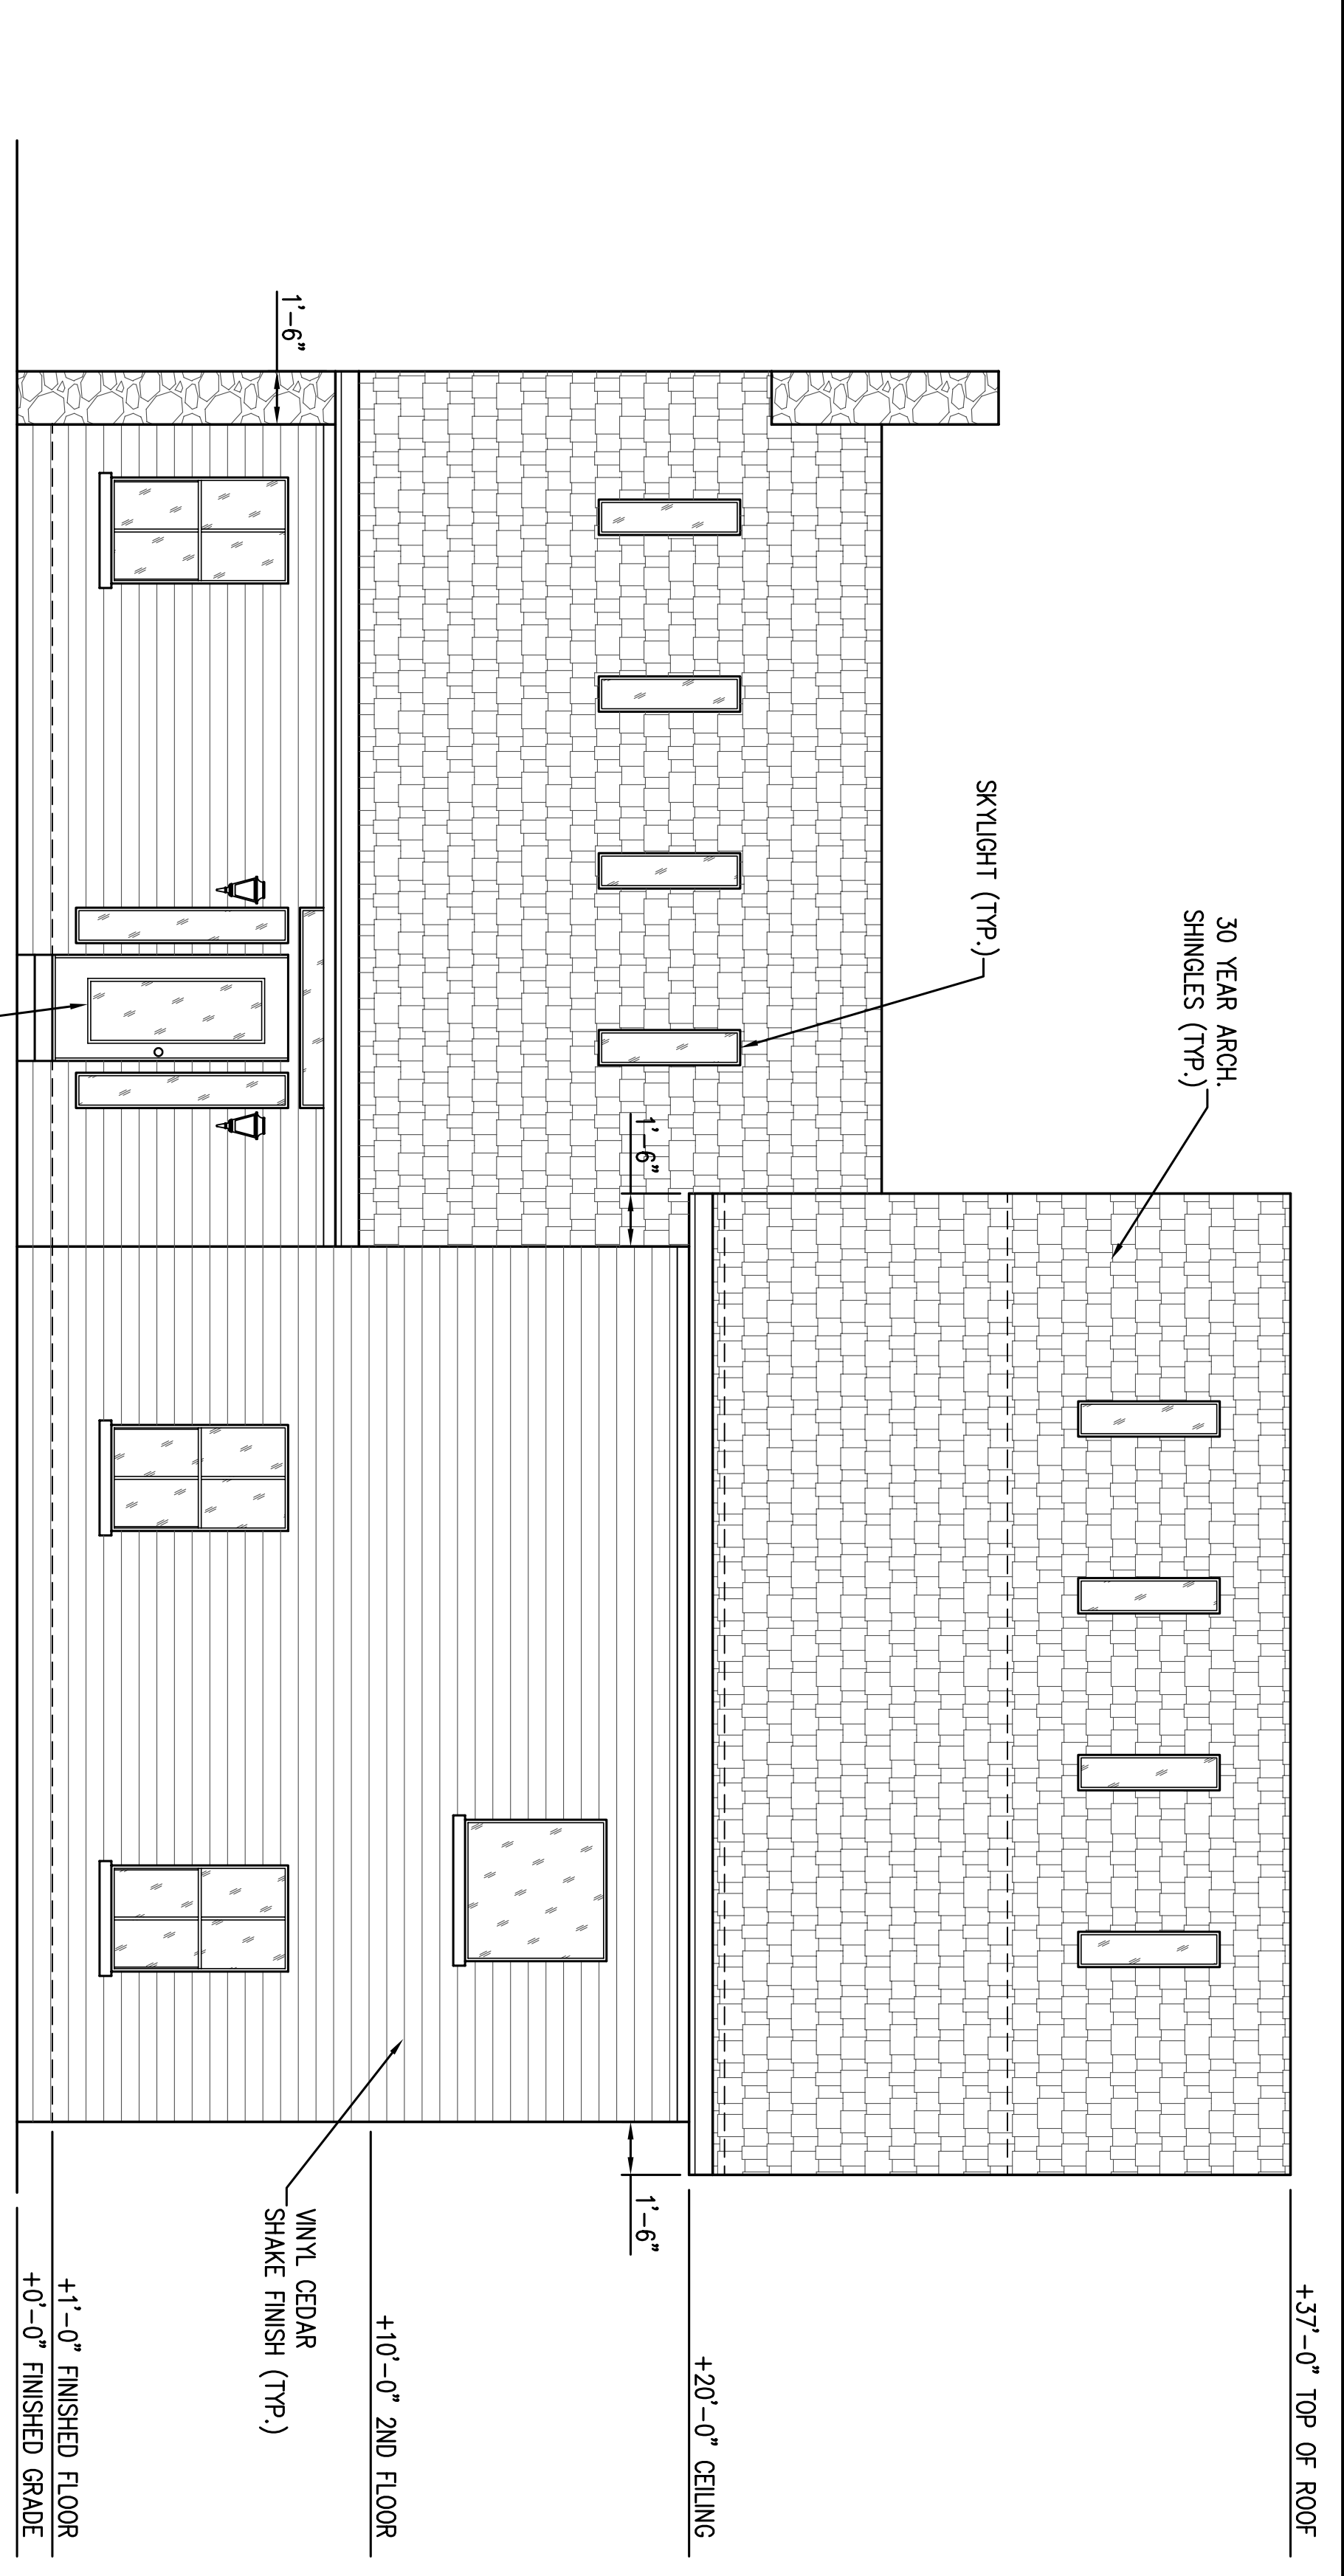 30 YEAR ARCH.
SHINGLES (TYP.)
SKYLIGHT (TYP.)
1'-6"
1'-6"
1'-6"
+37'-0" TOP OF ROOF
+20'-0" CEILING
+10'-0" 2ND FLOOR
VINYL CEDAR
SHAKE FINISH (TYP.)
+1'-0" FINISHED FLOOR
+0'-0" FINISHED GRADE